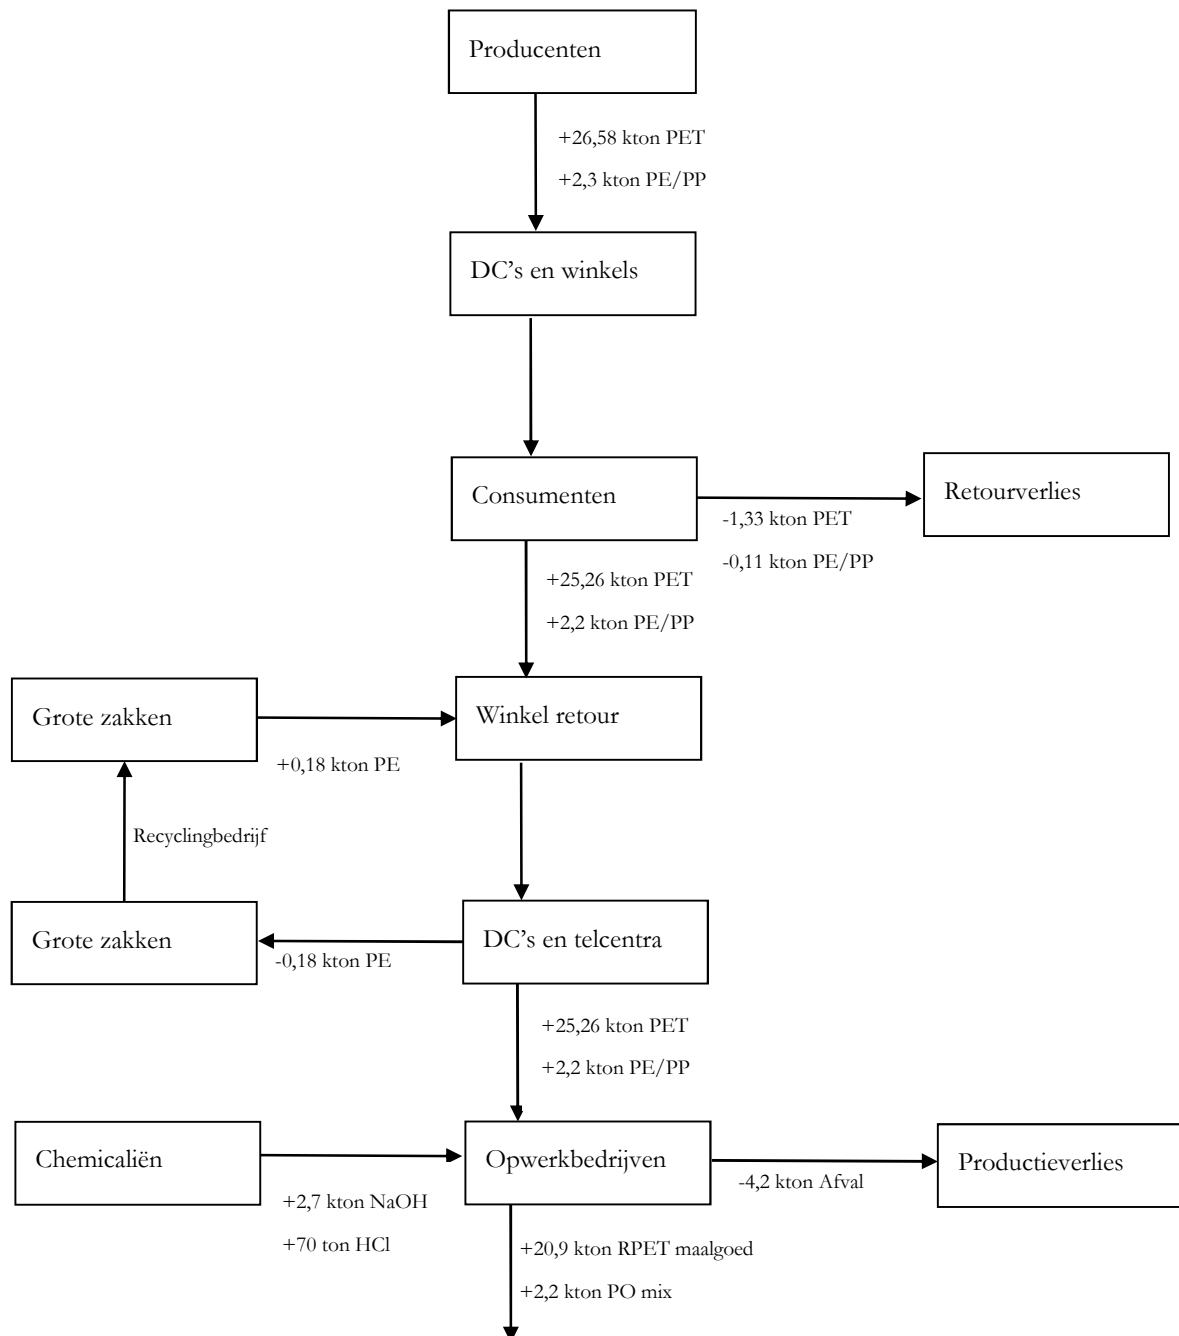 Producenten
+26,58 kton PET
+2,3 kton PE/PP
DC's en winkels
Consumenten
Retourverlies
-1,33 kton PET
-0,11 kton PE/PP
+25,26 kton PET
+2,2 kton PE/PP
Grote zakken
Winkel retour
+0,18 kton PE
Recyclingbedrijf
Grote zakken
DC's en telcentra
-0,18 kton PE
+25,26 kton PET
+2,2 kton PE/PP
Chemicaliën
Opwerkbedrijven
Productieverlies
-4,2 kton Afval
+2,7 kton NaOH
+70 ton HCl
+20,9 kton RPET maalgoed
+2,2 kton PO mix